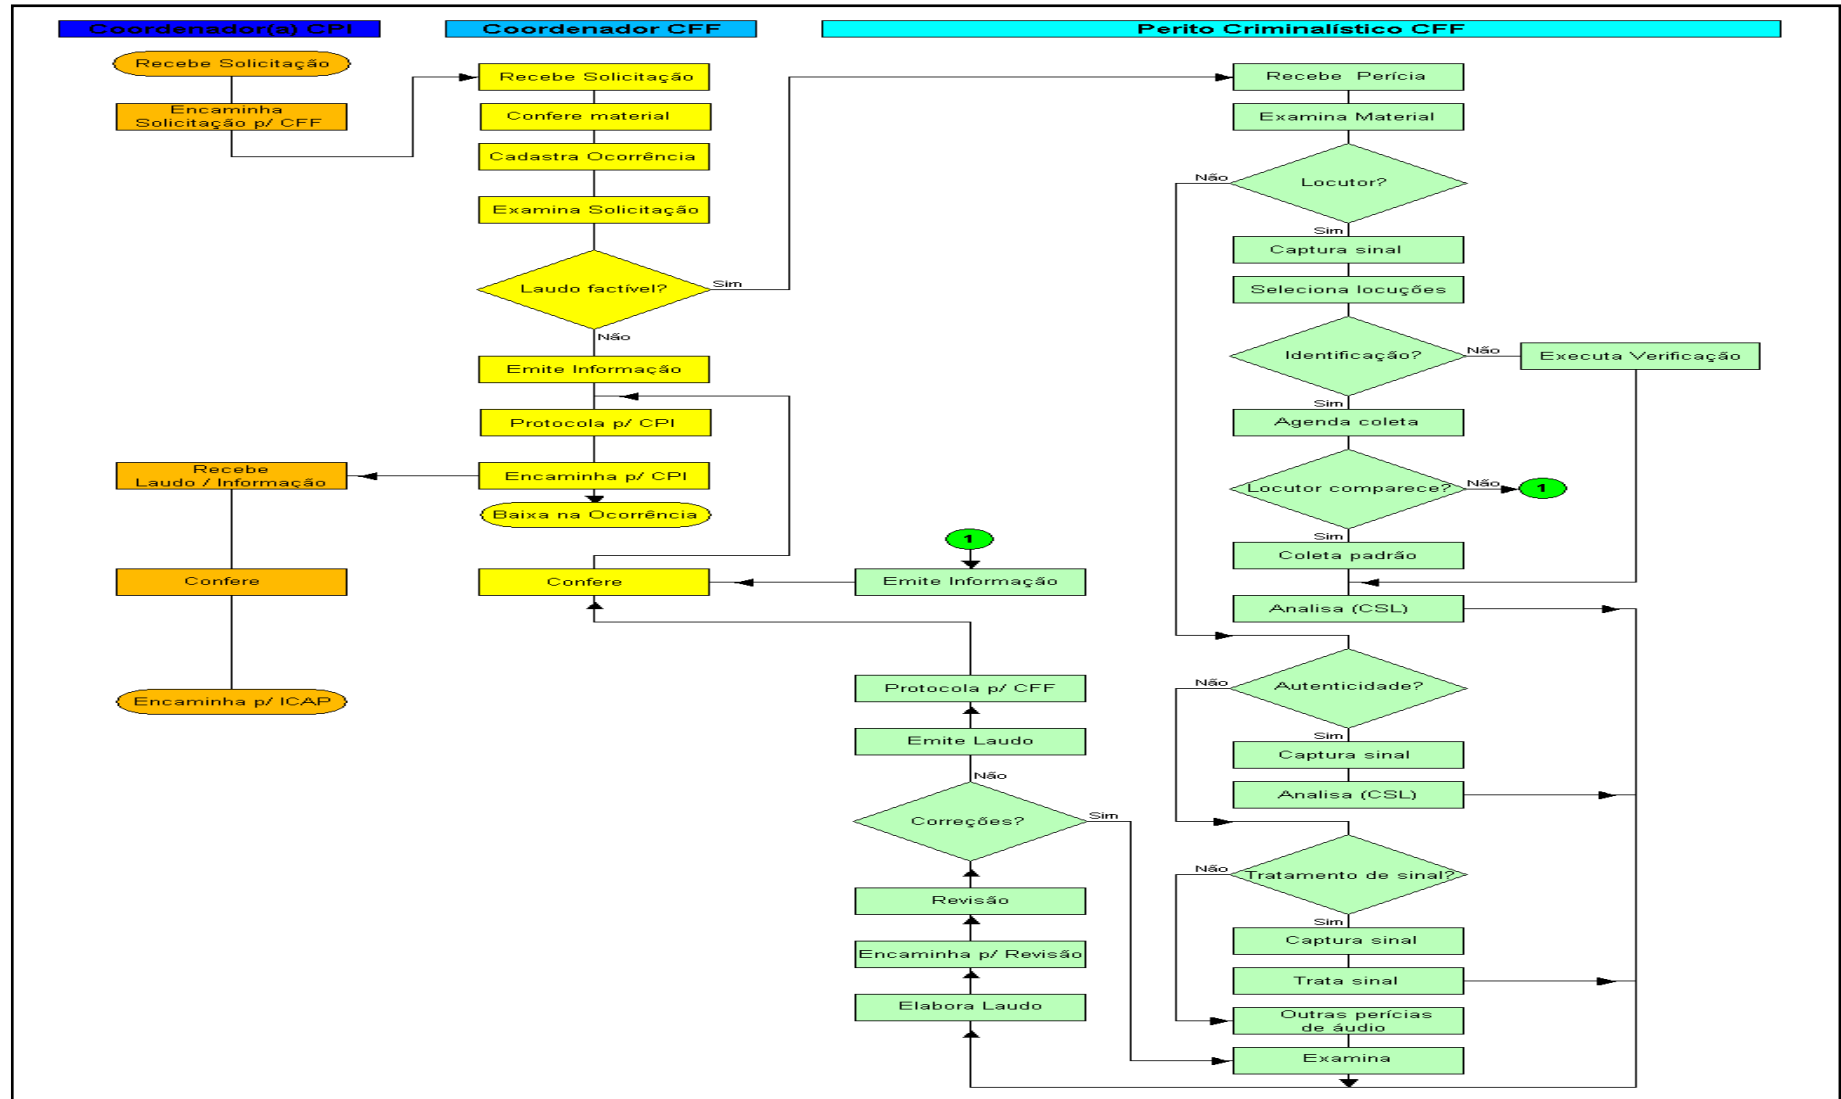 Coordenador(a) CPI
Coordenador CFF
Perito Criminalístico CFF
Recebe Solicitação
Encaminha
Solicitação p/ CFF
Recebe
Laudo / Informação
Confere
Encaminha p/ ICAP
Recebe Solicitação
Confere material
Cadastra Ocorrência
Examina Solicitação
Laudo factível?
Sim
Não
Emite Informação
Protocola p/ CPI
Encaminha p/ CPI
Baixa na Ocorrência
Confere
1
Emite Informação
Protocola p/ CFF
Emite Laudo
Não
Correções?
Sim
Revisão
Encaminha p/ Revisão
Elabora Laudo
Recebe Perícia
Examina Material
Não
Locutor?
Sim
Captura sinal
Seleciona locuções
Identificação?
Não
Executa Verificação
Sim
Agenda coleta
Locutor comparece?
Não
1
Sim
Coleta padrão
Analisa (CSL)
Não
Autenticidade?
Sim
Captura sinal
Analisa (CSL)
Não
Tratamento de sinal?
Sim
Captura sinal
Trata sinal
Outras perícias
de áudio
Examina